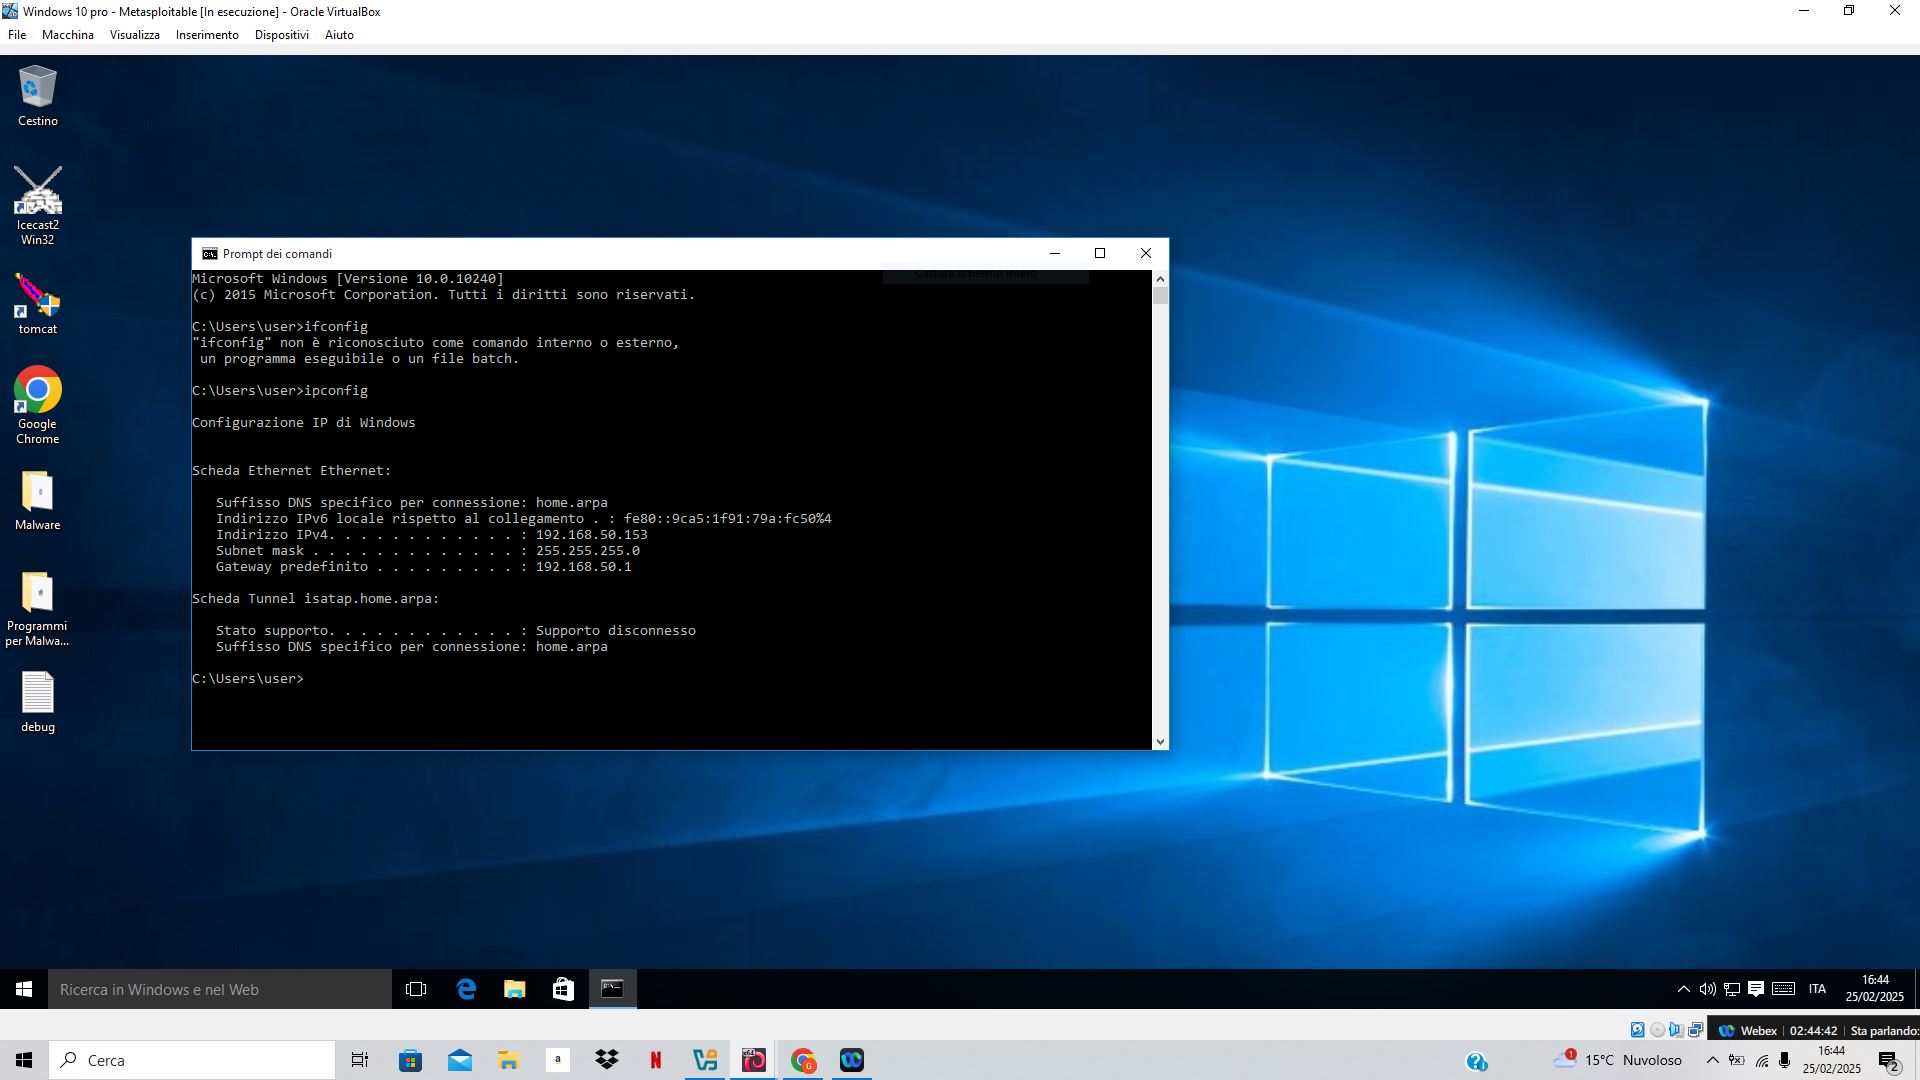 Windows 10 pro - Metasploitable [In esecuzione] - Oracle VirtualBox
File Macchina Visualizza Inserimento Dispositivi Aiuto
Cestino
Icecast2
Win32
tomcat
Google
Chrome
Malware
Programmi
per Malwa...
debug
Prompt dei comandi
Cattura schermo intero
Microsoft Windows [Versione 10.0.10240]
(c) 2015 Microsoft Corporation. Tutti i diritti sono riservati.
C:\Users\user>ifconfig
"ifconfig" non è riconosciuto come comando interno o esterno,
 un programma eseguibile o un file batch.
C:\Users\user>ipconfig
Configurazione IP di Windows
Scheda Ethernet Ethernet:
   Suffisso DNS specifico per connessione: home.arpa
   Indirizzo IPv6 locale rispetto al collegamento . : fe80::9ca5:1f91:79a:fc50%4
   Indirizzo IPv4. . . . . . . . . . . . : 192.168.50.153
   Subnet mask . . . . . . . . . . . . . : 255.255.255.0
   Gateway predefinito . . . . . . . . . : 192.168.50.1
Scheda Tunnel isatap.home.arpa:
   Stato supporto. . . . . . . . . . . . : Supporto disconnesso
   Suffisso DNS specifico per connessione: home.arpa
C:\Users\user>
Ricerca in Windows e nel Web
ITA
16:44
25/02/2025
Webex | 02:44:42 | Sta parlando:
Cerca
a
N
x64
G
1
15°C Nuvoloso
16:44
25/02/2025
2